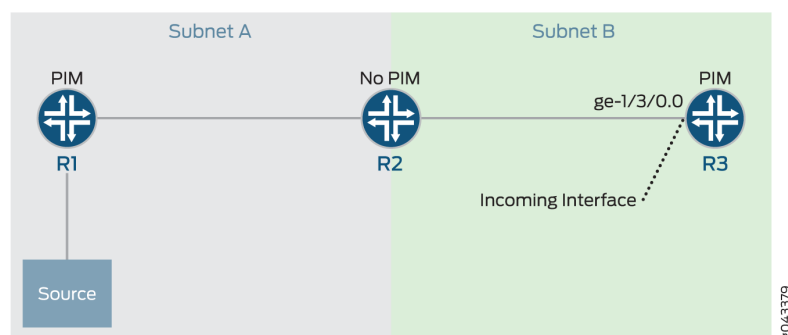 Subnet A
Subnet B
PIM
No PIM
PIM
ge-1/3/0.0
R1
R2
R3
Incoming Interface
Source